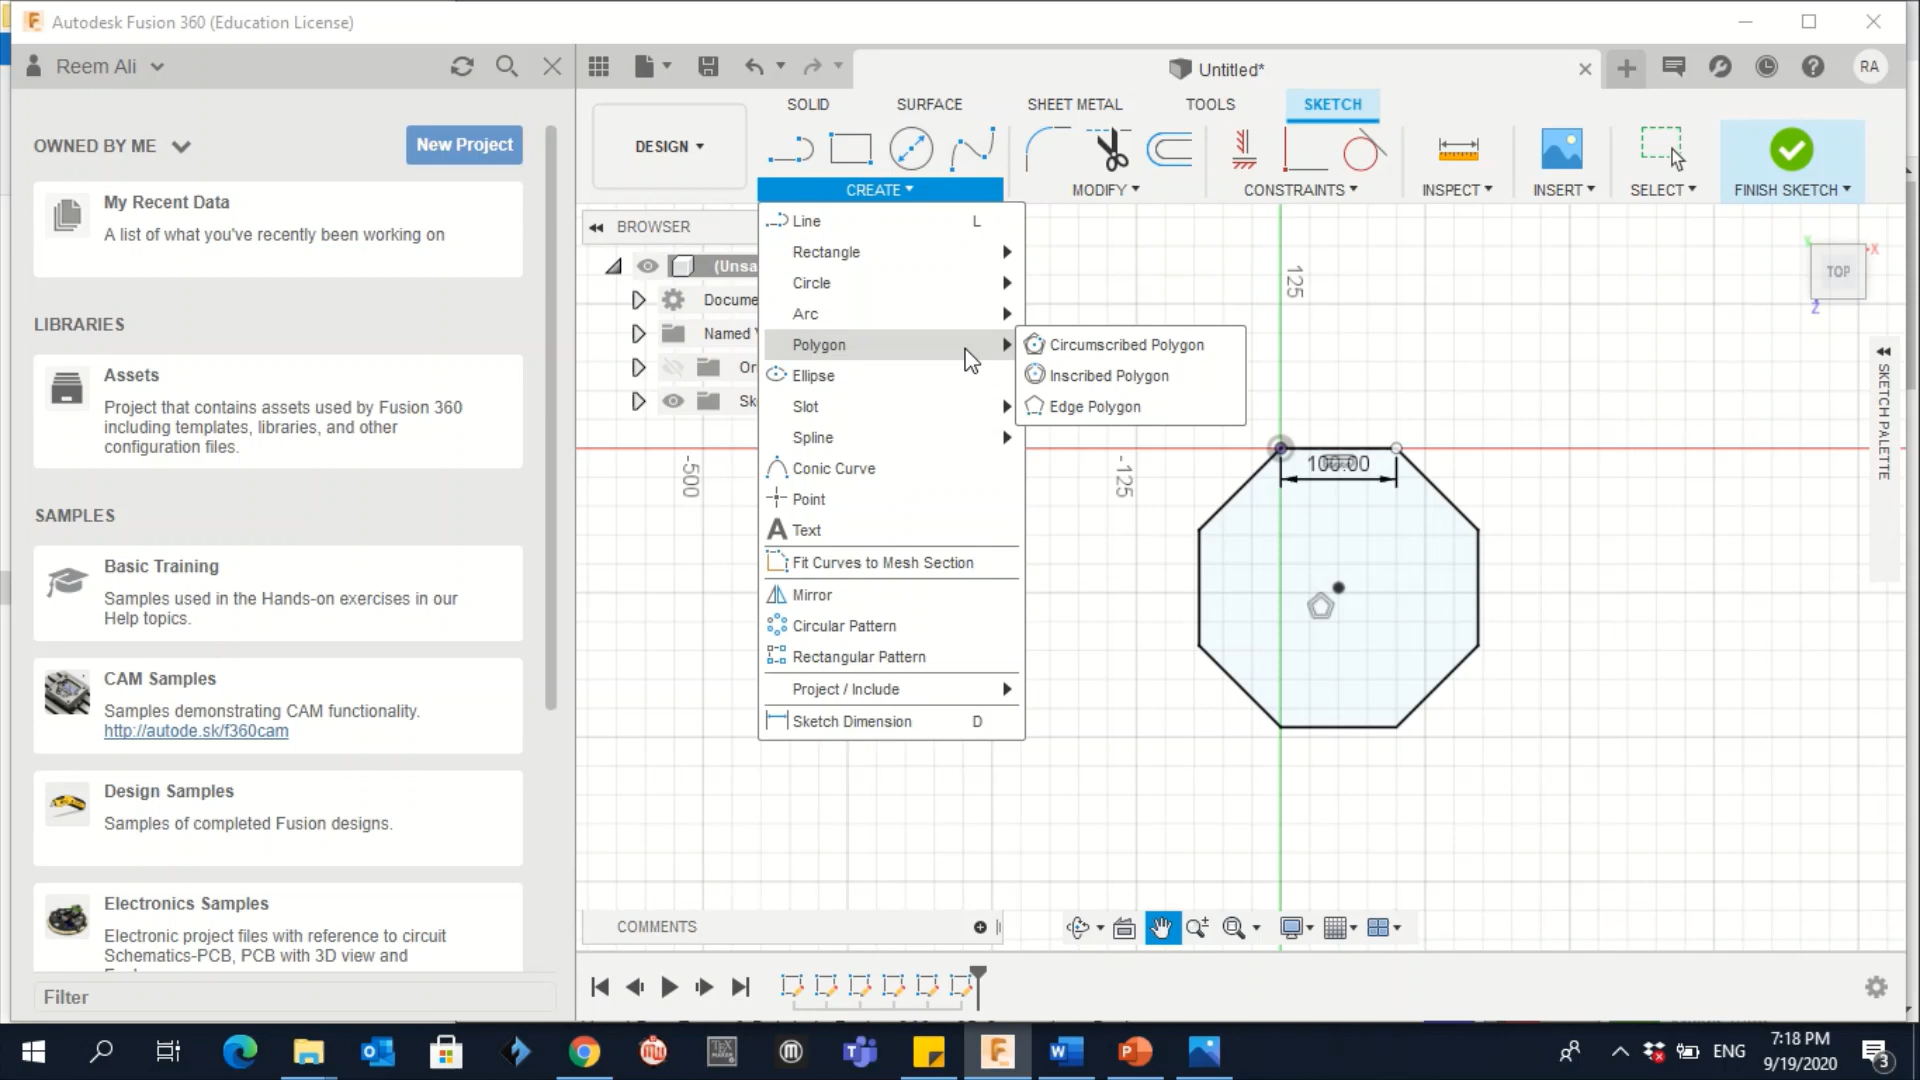 Autodesk Fusion 360 (Education License)
Reem Ali
Untitled*
RA
SOLID
SURFACE
SHEET METAL
TOOLS
SKETCH
DESIGN
CREATE
MODIFY
CONSTRAINTS
INSPECT
INSERT
SELECT
FINISH SKETCH
OWNED BY ME
New Project
My Recent Data
A list of what you've recently been working on
LIBRARIES
Assets
Project that contains assets used by Fusion 360
including templates, libraries, and other
configuration files.
SAMPLES
Basic Training
Samples used in the Hands-on exercises in our
Help topics.
CAM Samples
Samples demonstrating CAM functionality.
http://autode.sk/f360cam
Design Samples
Samples of completed Fusion designs.
Electronics Samples
Electronic project files with reference to circuit
Schematics-PCB, PCB with 3D view and
Filter
BROWSER
(Unsa
Docume
Named V
Or
Sk
Line L
Rectangle
Circle
Arc
Polygon
Ellipse
Slot
Spline
Conic Curve
Point
Text
Fit Curves to Mesh Section
Mirror
Circular Pattern
Rectangular Pattern
Project / Include
Sketch Dimension D
Circumscribed Polygon
Inscribed Polygon
Edge Polygon
125
-500
-125
100.00
TOP
X
Z
SKETCH PALETTE
COMMENTS
ENG
7:18 PM
9/19/2020
3